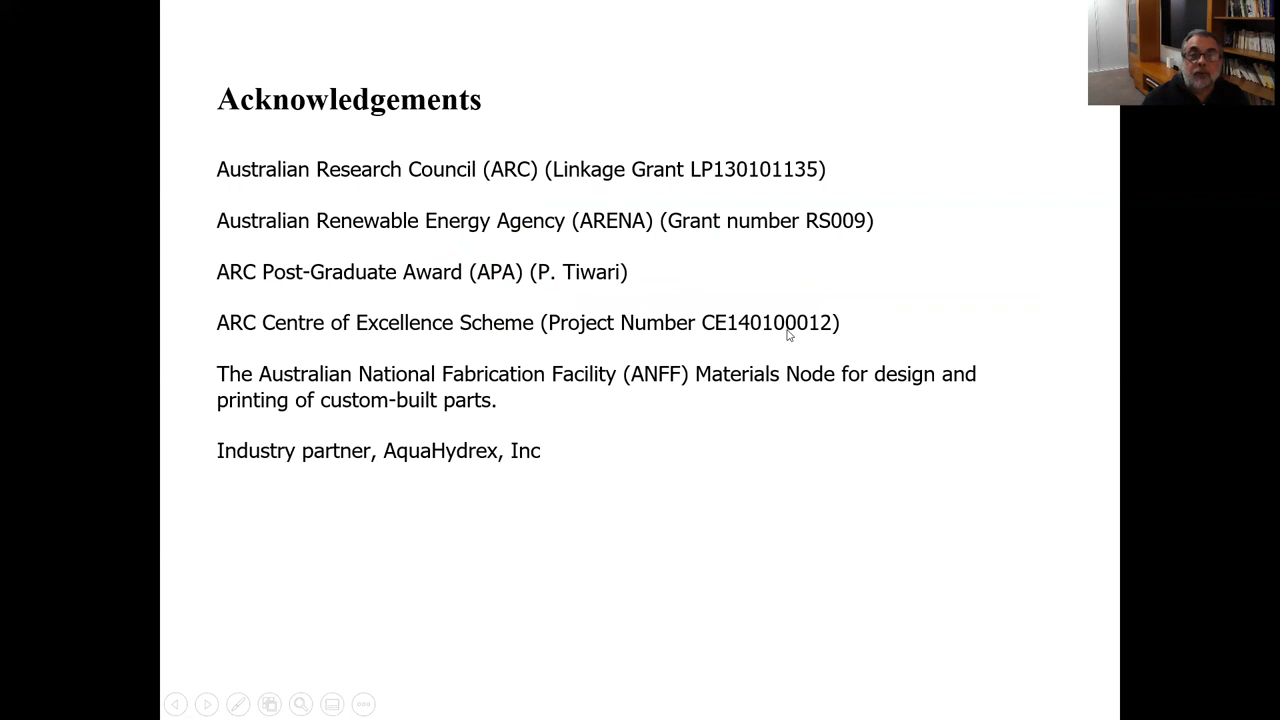 Acknowledgements
Australian Research Council (ARC) (Linkage Grant LP130101135)
Australian Renewable Energy Agency (ARENA) (Grant number RS009)
ARC Post-Graduate Award (APA) (P. Tiwari)
ARC Centre of Excellence Scheme (Project Number CE140100012)
The Australian National Fabrication Facility (ANFF) Materials Node for design and
printing of custom-built parts.
Industry partner, AquaHydrex, Inc